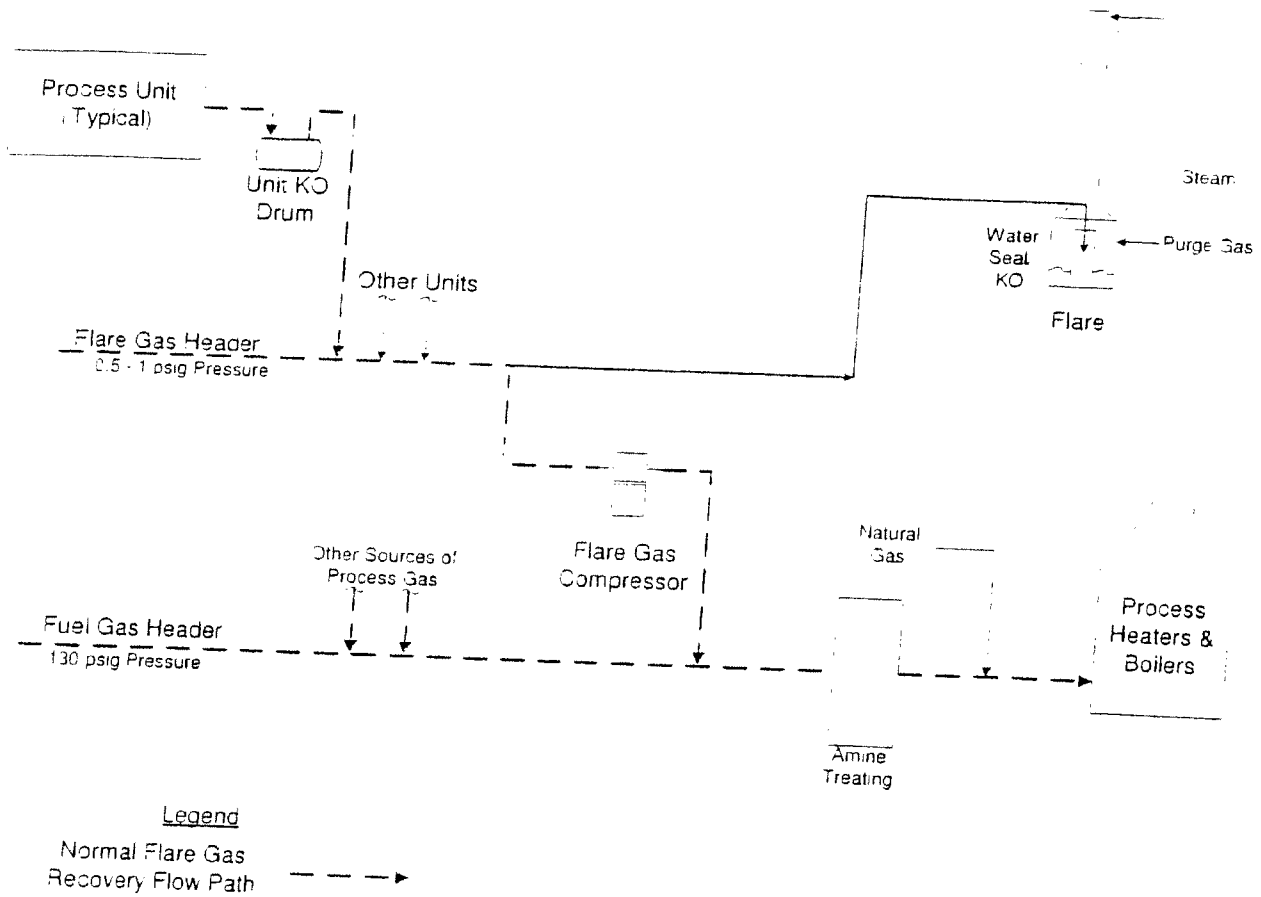 Process Unit
(Typical)
Unit KO
Drum
Other Units
Flare Gas Header
0.5 - 1 psig Pressure
Steam
Water
Seal
KO
Purge Gas
Flare
Flare Gas
Compressor
Other Sources of
Process Gas
Fuel Gas Header
130 psig Pressure
Natural
Gas
Process
Heaters &
Boilers
Amine
Treating
Legend
Normal Flare Gas
Recovery Flow Path